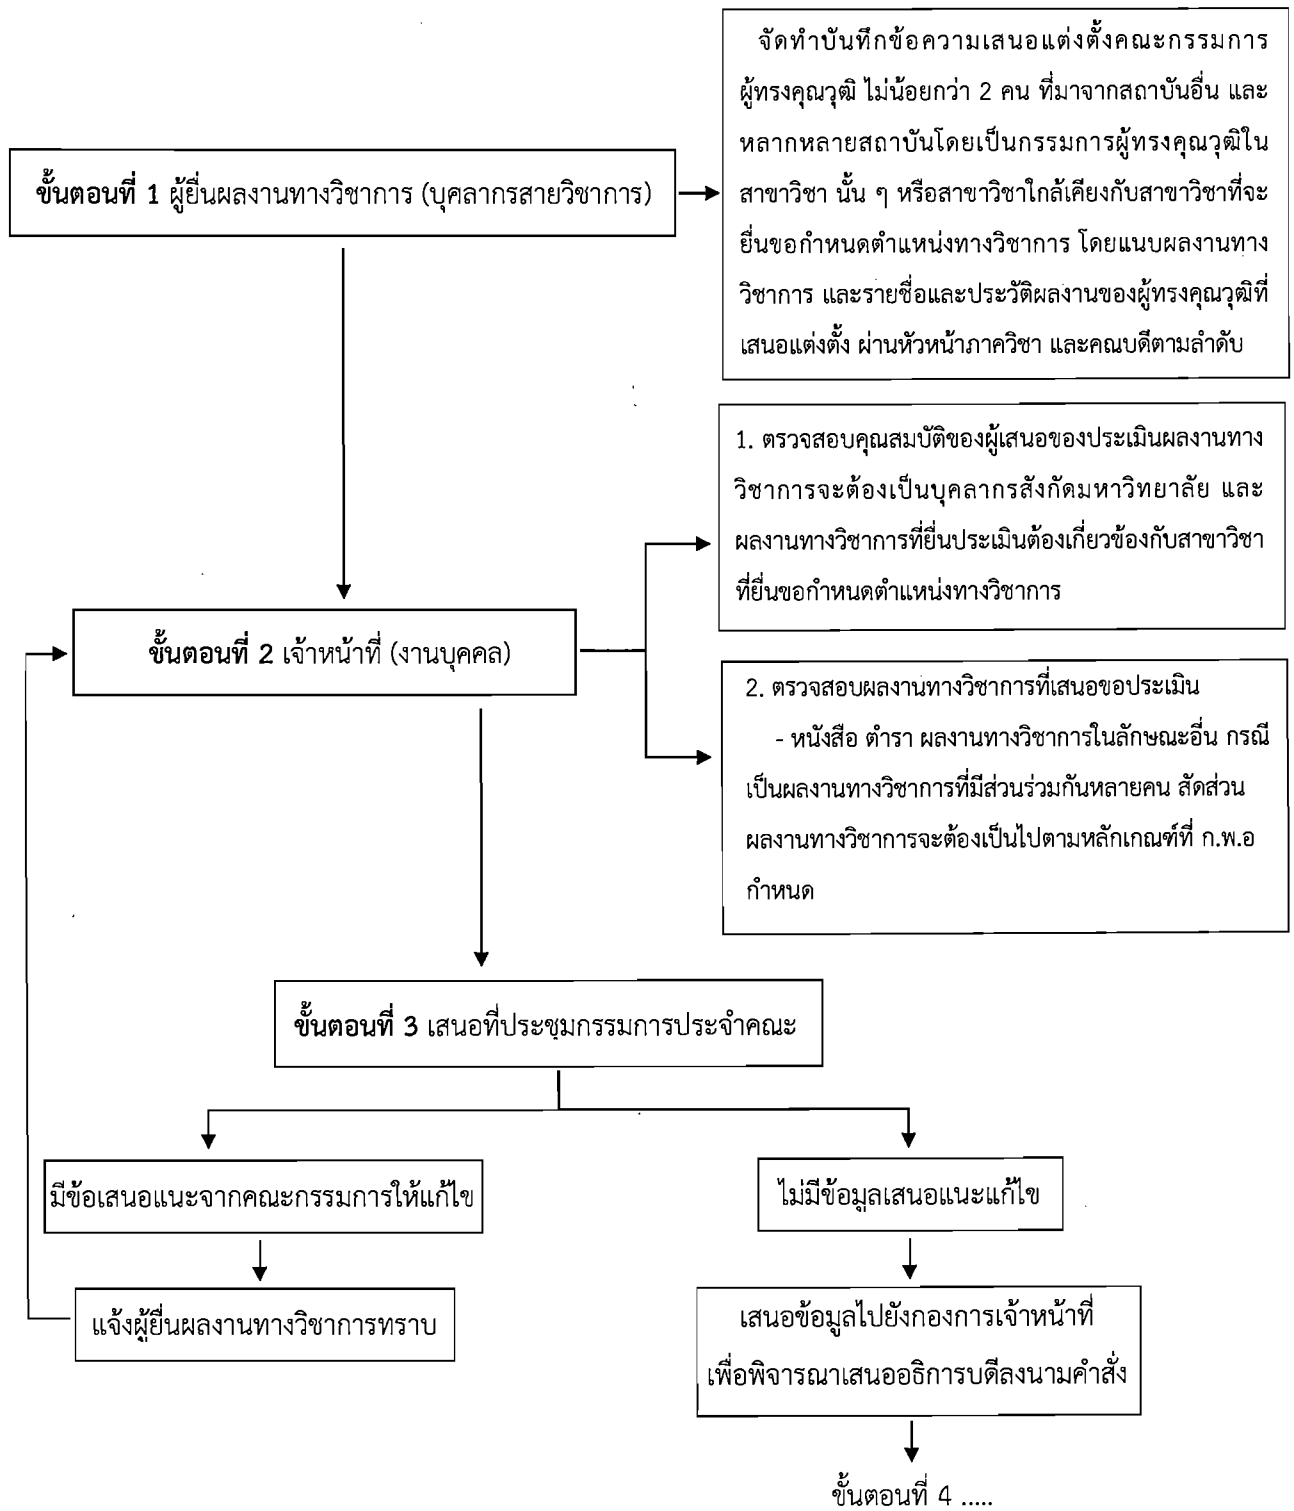 จัดทำบันทึกข้อความเสนอแต่งตั้งคณะกรรมการ
ผู้ทรงคุณวุฒิ ไม่น้อยกว่า 2 คน ที่มาจากสถาบันอื่น และ
หลากหลายสถาบันโดยเป็นกรรมการผู้ทรงคุณวุฒิใน
สาขาวิชา นั้น ๆ หรือสาขาวิชาใกล้เคียงกับสาขาวิชาที่จะ
ยื่นขอกำหนดตำแหน่งทางวิชาการ โดยแนบผลงานทาง
วิชาการ และรายชื่อและประวัติผลงานของผู้ทรงคุณวุฒิที่
เสนอแต่งตั้ง ผ่านหัวหน้าภาควิชา และคณบดีตามลำดับ
ขั้นตอนที่ 1 ผู้ยื่นผลงานทางวิชาการ (บุคลากรสายวิชาการ)
1. ตรวจสอบคุณสมบัติของผู้เสนอของประเมินผลงานทาง
วิชาการจะต้องเป็นบุคลากรสังกัดมหาวิทยาลัย และ
ผลงานทางวิชาการที่ยื่นประเมินต้องเกี่ยวข้องกับสาขาวิชา
ที่ยื่นขอกำหนดตำแหน่งทางวิชาการ
ขั้นตอนที่ 2 เจ้าหน้าที่ (งานบุคคล)
2. ตรวจสอบผลงานทางวิชาการที่เสนอขอประเมิน
- หนังสือ ตำรา ผลงานทางวิชาการในลักษณะอื่น กรณี
เป็นผลงานทางวิชาการที่มีส่วนร่วมกันหลายคน สัดส่วน
ผลงานทางวิชาการจะต้องเป็นไปตามหลักเกณฑ์ที่ ก.พ.อ
กำหนด
ขั้นตอนที่ 3 เสนอที่ประชุมกรรมการประจำคณะ
มีข้อเสนอแนะจากคณะกรรมการให้แก้ไข
ไม่มีข้อมูลเสนอแนะแก้ไข
แจ้งผู้ยื่นผลงานทางวิชาการทราบ
เสนอข้อมูลไปยังกองการเจ้าหน้าที่
เพื่อพิจารณาเสนออธิการบดีลงนามคำสั่ง
ขั้นตอนที่ 4 .....